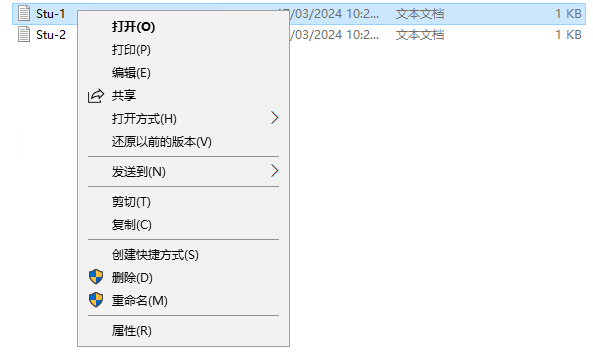 Stu-1 /03/2024 10:2... 文本文档 1 KB
Stu-2 /03/2024 10:2... 文本文档 1 KB
打开(O)
打印(P)
编辑(E)
共享
打开方式(H)
还原以前的版本(V)
发送到(N)
剪切(T)
复制(C)
创建快捷方式(S)
删除(D)
重命名(M)
属性(R)